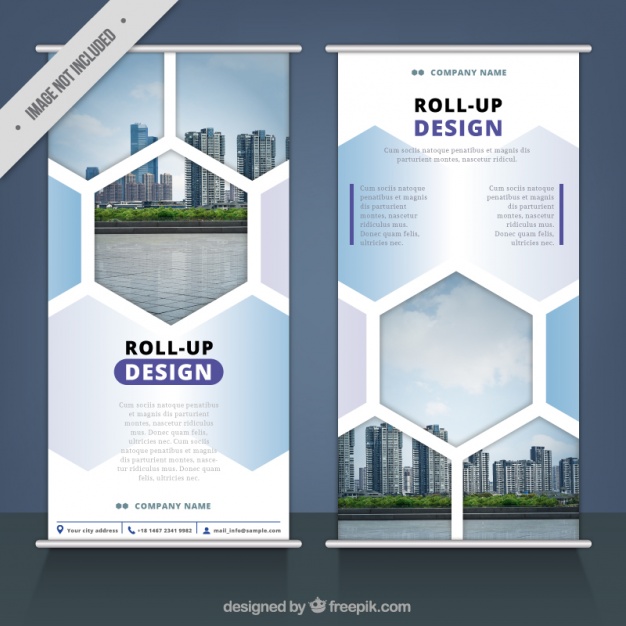 IMAGE NOT INCLUDED
ROLL-UP
DESIGN
Cum sociis natoque penatibus
et magnis dis parturient
montes, nascetur
ridiculus mus.
Donec quam felis,
ultricies nec.
Cum sociis natoque
penatibus et magnis
dis parturient
montes, nascetur
ridiculus mus.
COMPANY NAME
Your city address
+18 1467 2341 9982
mail_info@sample.com
COMPANY NAME
ROLL-UP
DESIGN
Cum sociis natoque penatibus et magnis dis
parturient montes, nascetur ridicul.
Cum sociis natoque
penatibus et magnis
dis parturient
montes, nascetur
ridiculus mus.
Donec quam felis,
ultricies nec.
Cum sociis natoque
penatibus et magnis
dis parturient
montes, nascetur
ridiculus mus.
Donec quam felis,
ultricies nec.
designed by freepik.com